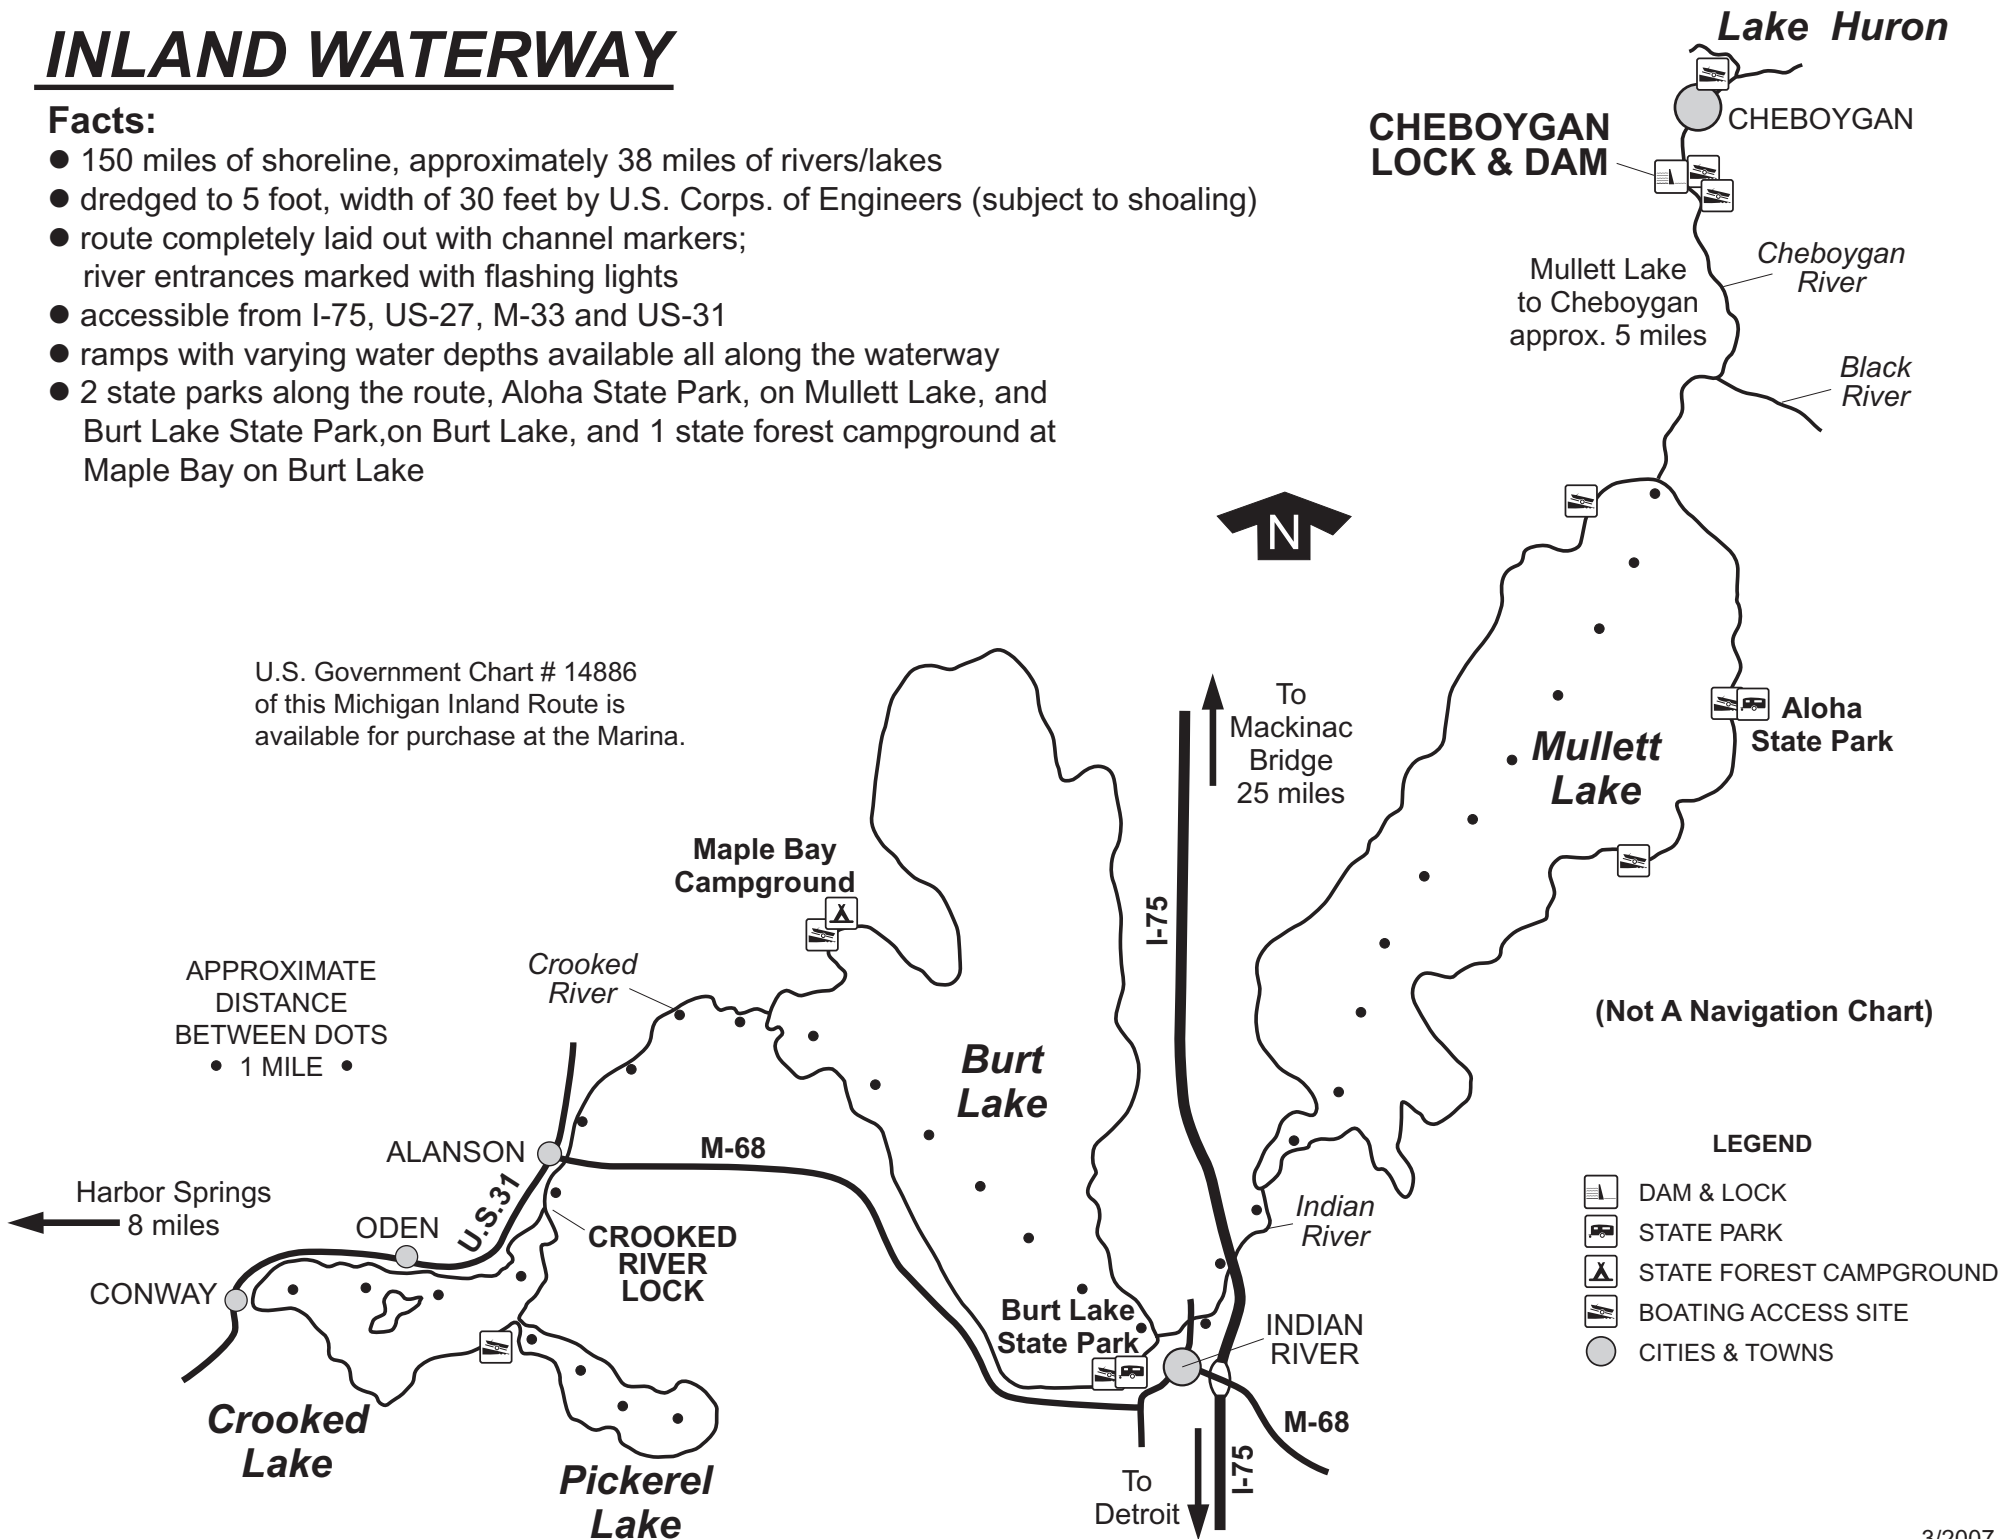 INLAND WATERWAY
Facts:
● 150 miles of shoreline, approximately 38 miles of rivers/lakes
● dredged to 5 foot, width of 30 feet by U.S. Corps. of Engineers (subject to shoaling)
● route completely laid out with channel markers;
river entrances marked with flashing lights
● accessible from I-75, US-27, M-33 and US-31
● ramps with varying water depths available all along the waterway
● 2 state parks along the route, Aloha State Park, on Mullett Lake, and
Burt Lake State Park,on Burt Lake, and 1 state forest campground at
Maple Bay on Burt Lake
Lake Huron
CHEBOYGAN
CHEBOYGAN
LOCK & DAM
Cheboygan
River
Mullett Lake
to Cheboygan
approx. 5 miles
Black
River
N
U.S. Government Chart # 14886
of this Michigan Inland Route is
available for purchase at the Marina.
To
Mackinac
Bridge
25 miles
Aloha
State Park
Mullett
Lake
Maple Bay
Campground
I-75
Crooked
River
APPROXIMATE
DISTANCE
BETWEEN DOTS
• 1 MILE •
(Not A Navigation Chart)
Burt
Lake
ALANSON
M-68
Harbor Springs
8 miles
ODEN
U.S.31
CROOKED
RIVER
LOCK
CONWAY
Indian
River
Burt Lake
State Park
INDIAN
RIVER
Crooked
Lake
Pickerel
Lake
M-68
I-75
To
Detroit
LEGEND
DAM & LOCK
STATE PARK
STATE FOREST CAMPGROUND
BOATING ACCESS SITE
CITIES & TOWNS
3/2007